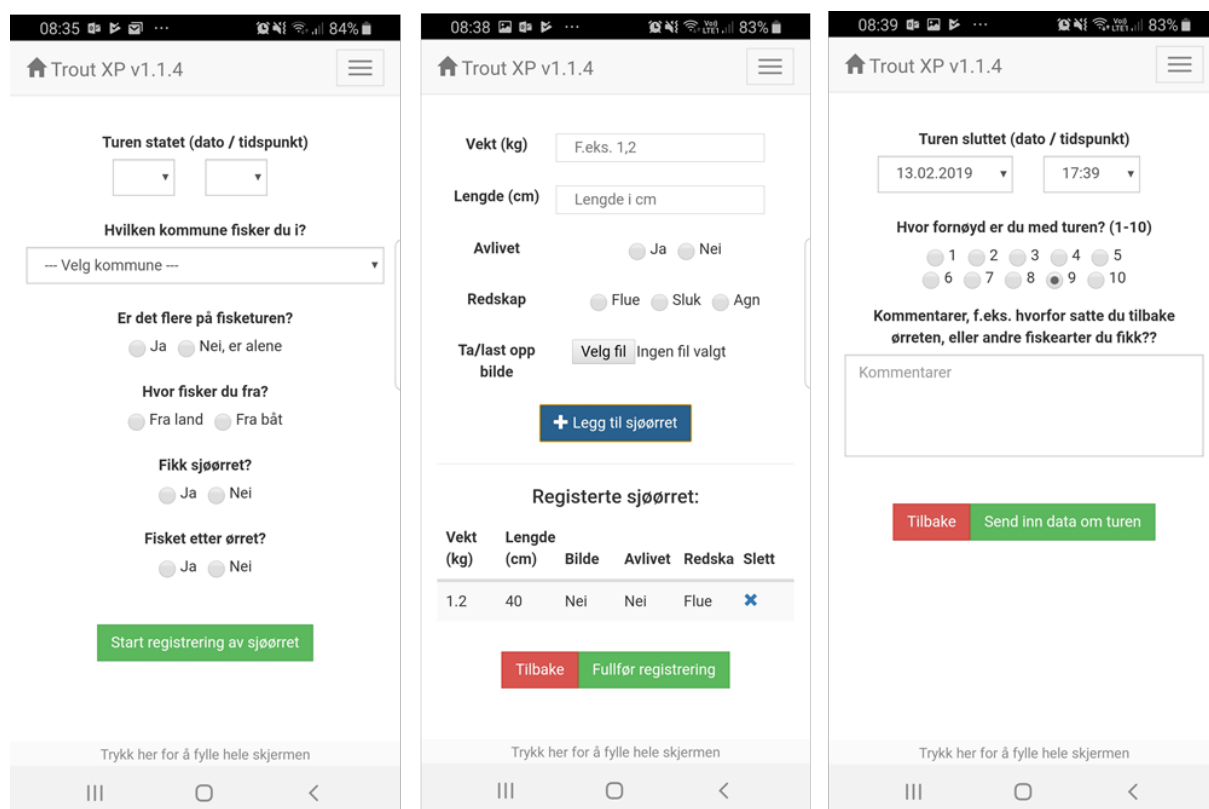 08:35 84%
Trout XP v1.1.4
Turen statet (dato / tidspunkt)
Hvilken kommune fisker du i?
--- Velg kommune ---
Er det flere på fisketuren?
Ja Nei, er alene
Hvor fisker du fra?
Fra land Fra båt
Fikk sjøørret?
Ja Nei
Fisket etter ørret?
Ja Nei
Start registrering av sjøørret
Trykk her for å fylle hele skjermen
08:38 Vo)) LTE1 83%
Trout XP v1.1.4
Vekt (kg) F.eks. 1,2
Lengde (cm) Lengde i cm
Avlivet Ja Nei
Redskap Flue Sluk Agn
Ta/last opp
bilde
Velg fil Ingen fil valgt
+ Legg til sjøørret
Registerte sjøørret:
Vekt Lengde
(kg) (cm) Bilde Avlivet Redska Slett
1.2 40 Nei Nei Flue
Tilbake Fullfør registrering
Trykk her for å fylle hele skjermen
08:39 Vo)) LTE1 83%
Trout XP v1.1.4
Turen sluttet (dato / tidspunkt)
13.02.2019 17:39
Hvor fornøyd er du med turen? (1-10)
1 2 3 4 5
6 7 8 9 10
Kommentarer, f.eks. hvorfor satte du tilbake
ørreten, eller andre fiskearter du fikk??
Kommentarer
Tilbake Send inn data om turen
Trykk her for å fylle hele skjermen